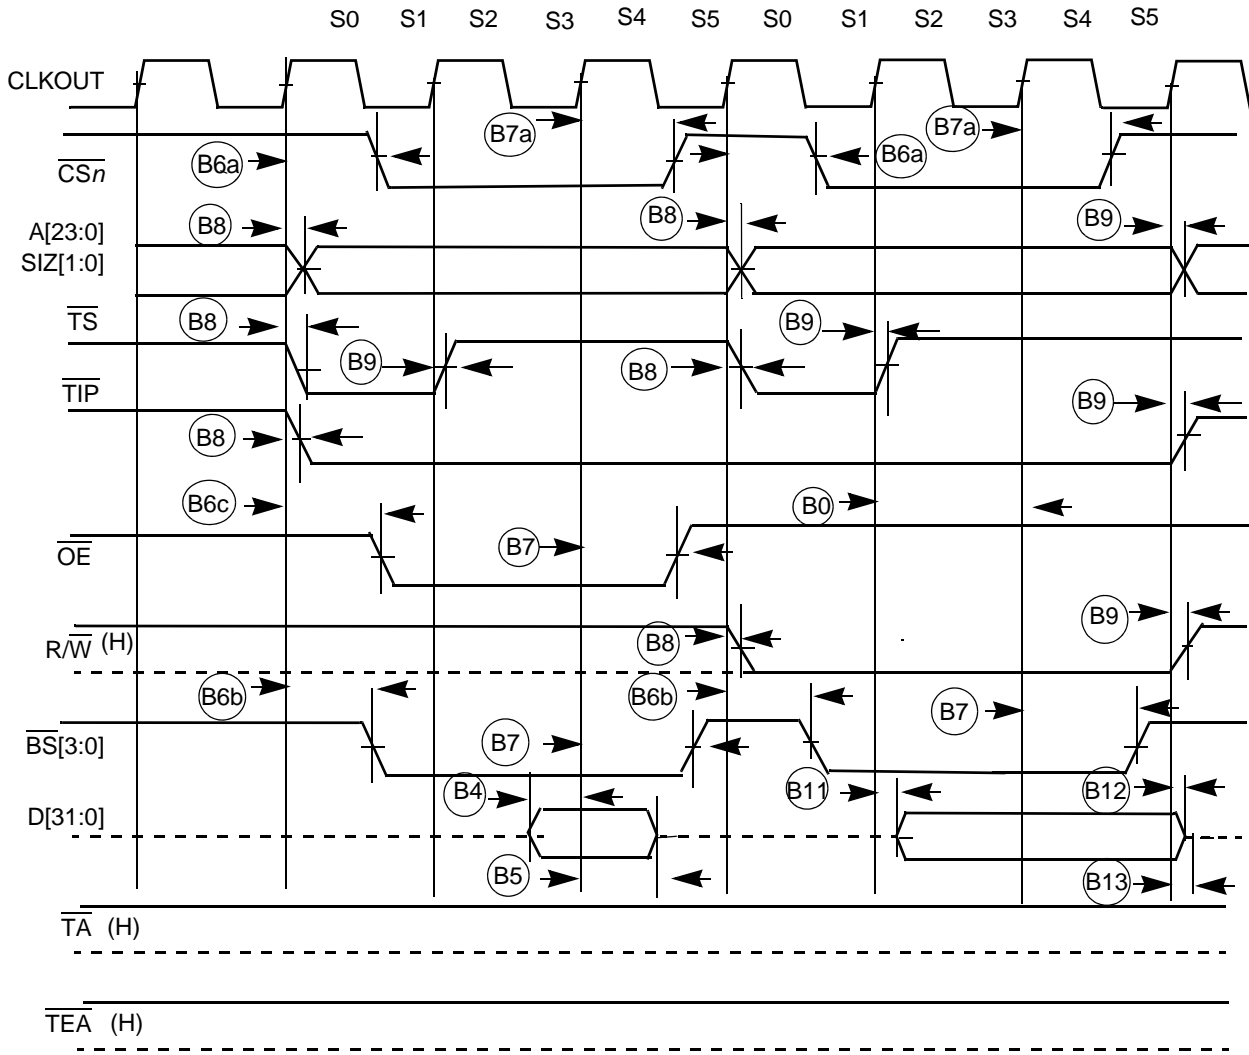 S0 S1 S2 S3 S4 S5 S0 S1 S2 S3 S4 S5
CLKOUT
B7a B7a
B6a B6a
CSn
B8 B8 B9
A[23:0]
SIZ[1:0]
TS
B8 B9
B9 B8
TIP
B9
B8
B6c B0
OE
B7
R/W (H)
B8 B9
B6b B6b B7
BS[3:0]
B7
B4 B11 B12
D[31:0]
B5 B13
TA (H)
TEA (H)